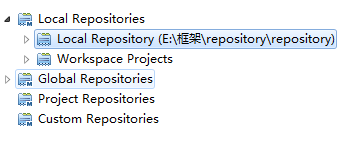 Local Repositories
Local Repository (E:\框架\repository\repository)
Workspace Projects
Global Repositories
Project Repositories
Custom Repositories